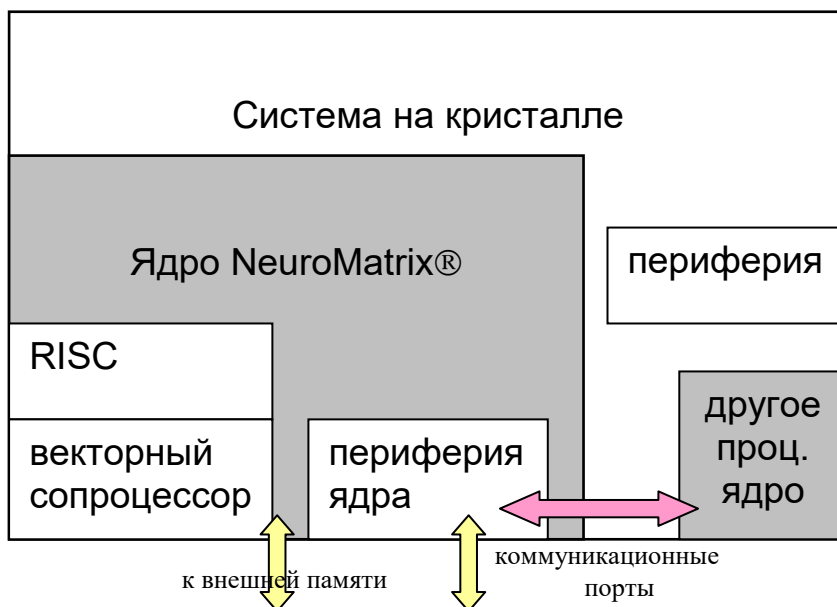 Система на кристалле
Ядро NeuroMatrix®
периферия
RISC
векторный
сопроцессор
периферия
ядра
другое
проц.
ядро
к внешней памяти
коммуникационные
порты